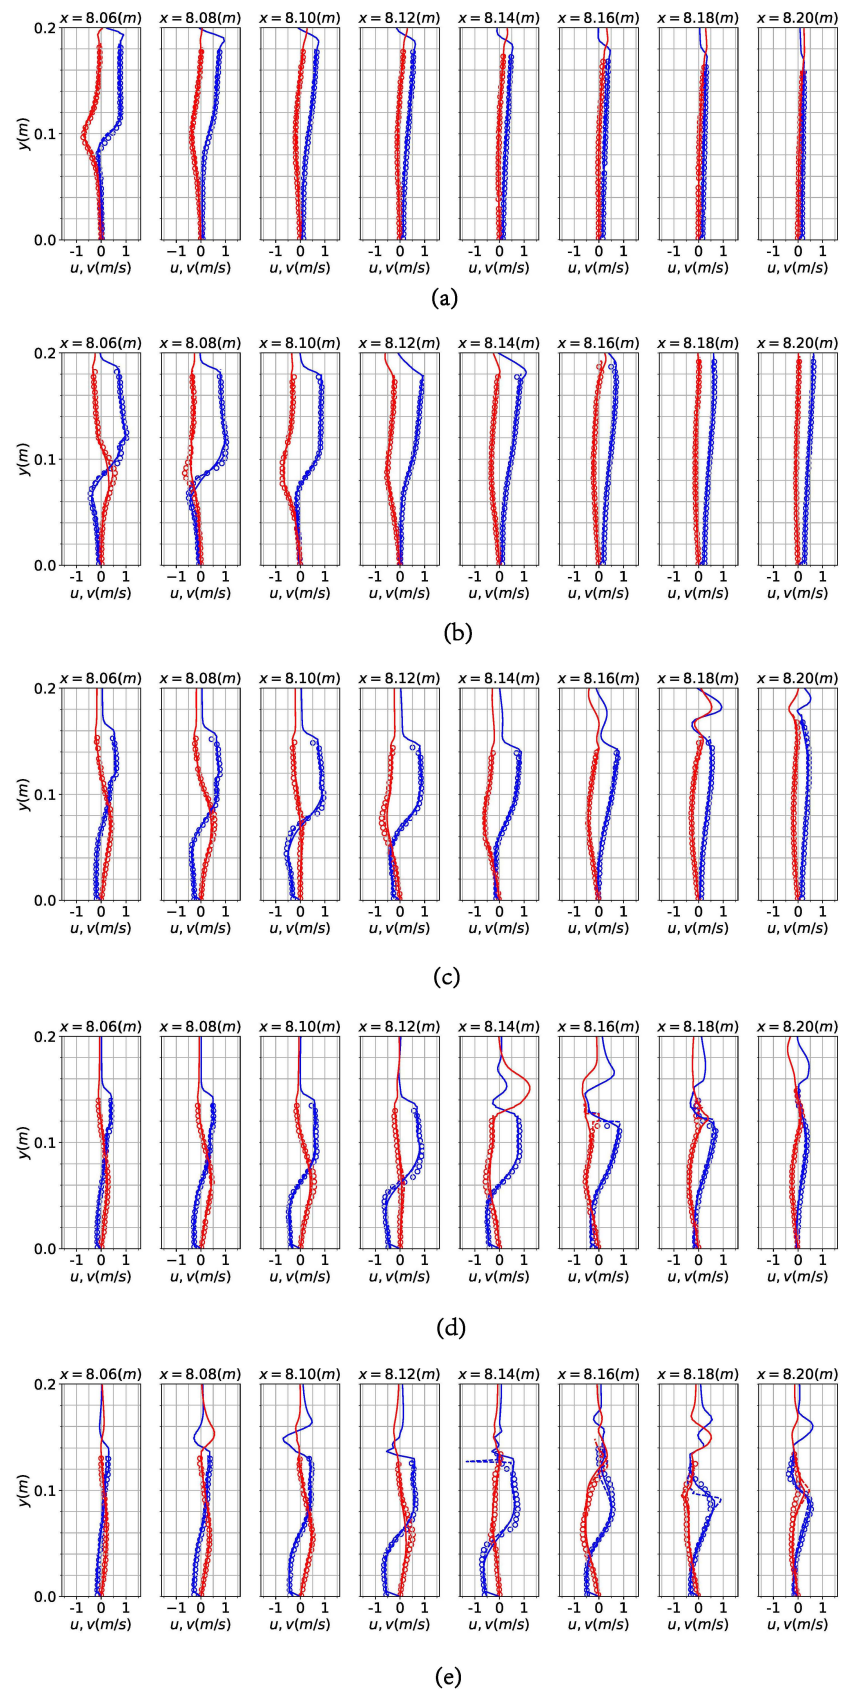 x = 8.06(m) x = 8.08(m) x = 8.10(m) x = 8.12(m) x = 8.14(m) x = 8.16(m) x = 8.18(m) x = 8.20(m)
0.2
0.1
0.0
y(m)
-1 0 1 −1 0 1 -1 0 1 -1 0 1 -1 0 1 -1 0 1 -1 0 1 -1 0 1
u, v(m/s) u, v(m/s) u, v(m/s) u, v(m/s) u, v(m/s) u, v(m/s) u, v(m/s) u, v(m/s)
(a)
x = 8.06(m) x = 8.08(m) x = 8.10(m) x = 8.12(m) x = 8.14(m) x = 8.16(m) x = 8.18(m) x = 8.20(m)
0.2
0.1
0.0
y(m)
-1 0 1 −1 0 1 -1 0 1 -1 0 1 -1 0 1 -1 0 1 -1 0 1 -1 0 1
u, v(m/s) u, v(m/s) u, v(m/s) u, v(m/s) u, v(m/s) u, v(m/s) u, v(m/s) u, v(m/s)
(b)
x = 8.06(m) x = 8.08(m) x = 8.10(m) x = 8.12(m) x = 8.14(m) x = 8.16(m) x = 8.18(m) x = 8.20(m)
0.2
0.1
0.0
y(m)
-1 0 1 −1 0 1 -1 0 1 -1 0 1 -1 0 1 -1 0 1 -1 0 1 -1 0 1
u, v(m/s) u, v(m/s) u, v(m/s) u, v(m/s) u, v(m/s) u, v(m/s) u, v(m/s) u, v(m/s)
(c)
x = 8.06(m) x = 8.08(m) x = 8.10(m) x = 8.12(m) x = 8.14(m) x = 8.16(m) x = 8.18(m) x = 8.20(m)
0.2
0.1
0.0
y(m)
-1 0 1 −1 0 1 -1 0 1 -1 0 1 -1 0 1 -1 0 1 -1 0 1 -1 0 1
u, v(m/s) u, v(m/s) u, v(m/s) u, v(m/s) u, v(m/s) u, v(m/s) u, v(m/s) u, v(m/s)
(d)
x = 8.06(m) x = 8.08(m) x = 8.10(m) x = 8.12(m) x = 8.14(m) x = 8.16(m) x = 8.18(m) x = 8.20(m)
0.2
0.1
0.0
y(m)
-1 0 1 −1 0 1 -1 0 1 -1 0 1 -1 0 1 -1 0 1 -1 0 1 -1 0 1
u, v(m/s) u, v(m/s) u, v(m/s) u, v(m/s) u, v(m/s) u, v(m/s) u, v(m/s) u, v(m/s)
(e)